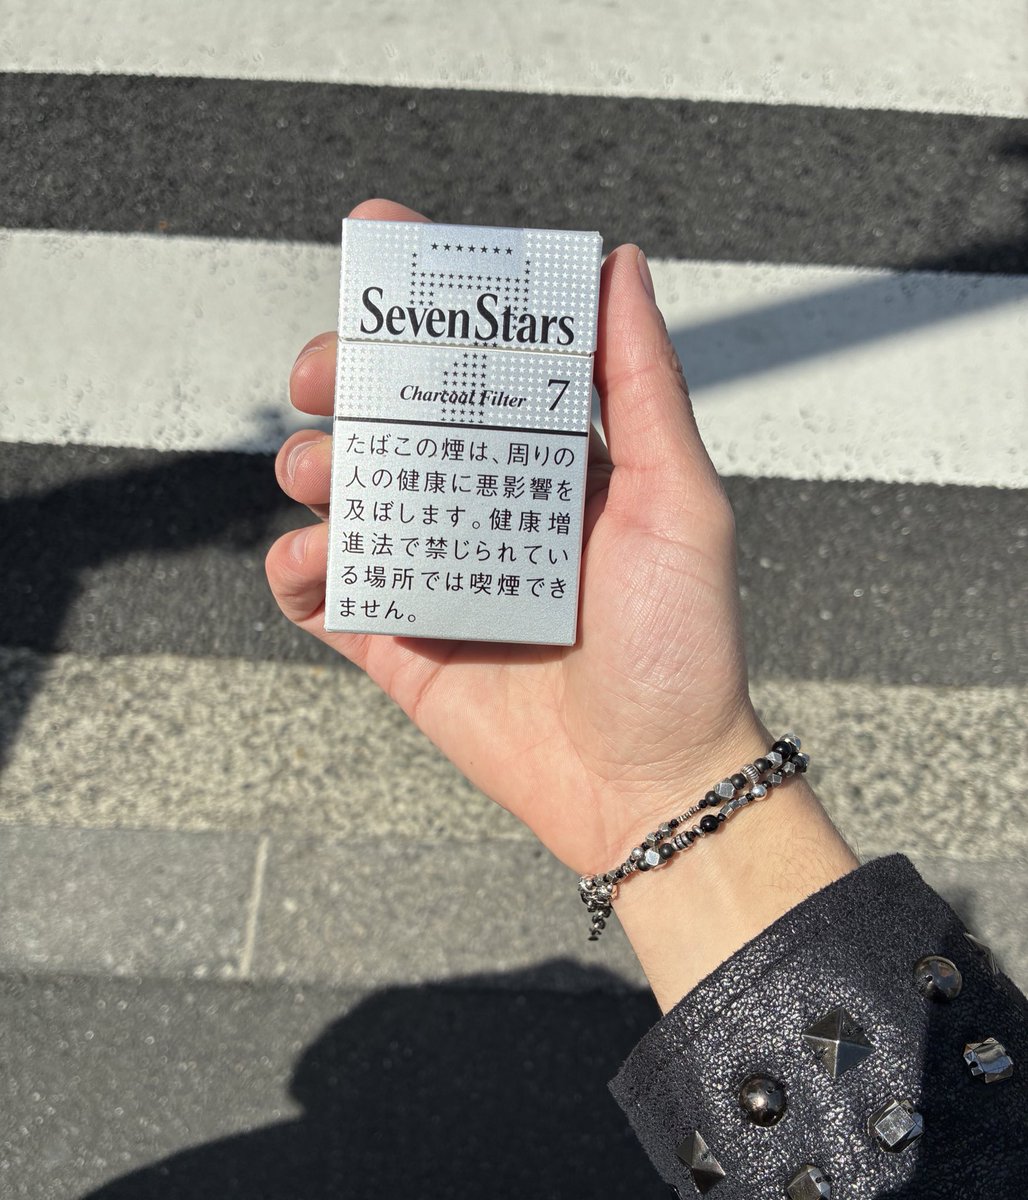 Seven Stars
Charcoal Filter 7
たばこの煙は、周りの
人の健康に悪影響を
及ぼします。健康増
進法で禁じられてい
る場所では喫煙でき
ません。